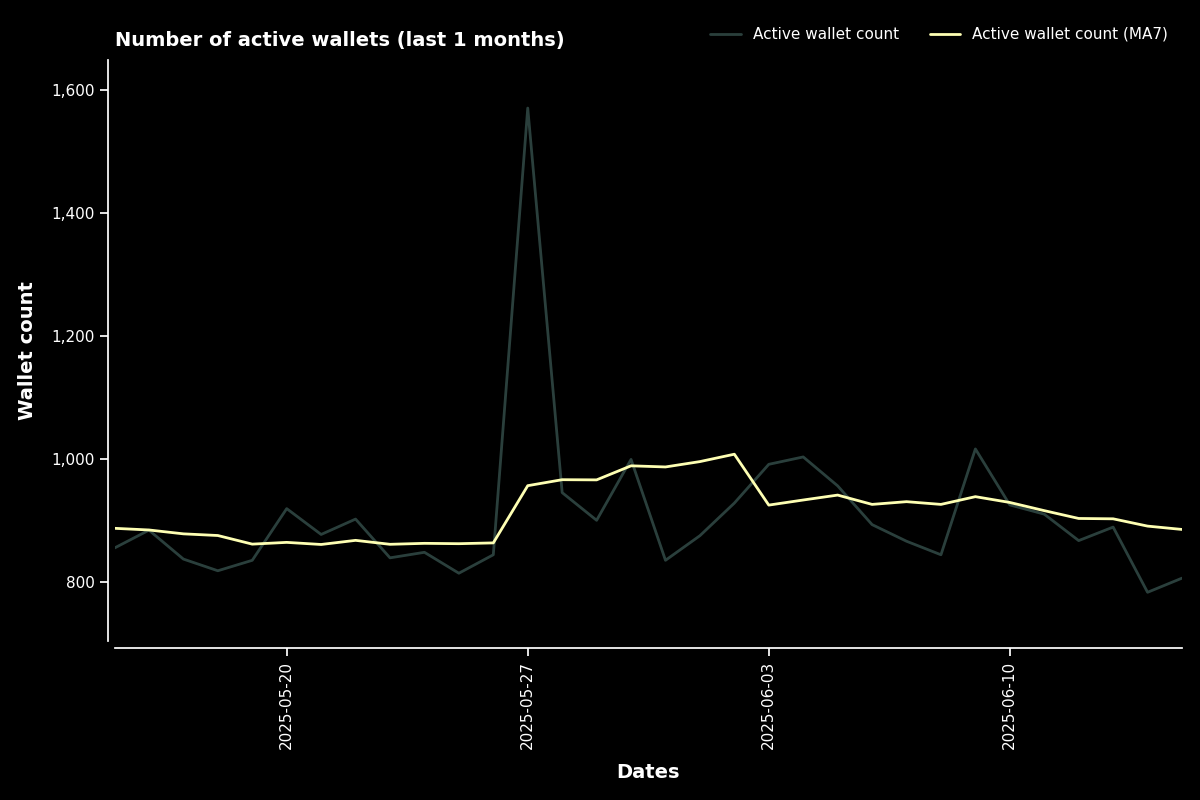 Number of active wallets (last 1 months)
Active wallet count
Active wallet count (MA7)
Wallet count
1,600
1,400
1,200
1,000
800
2025-05-20
2025-05-27
2025-06-03
2025-06-10
Dates